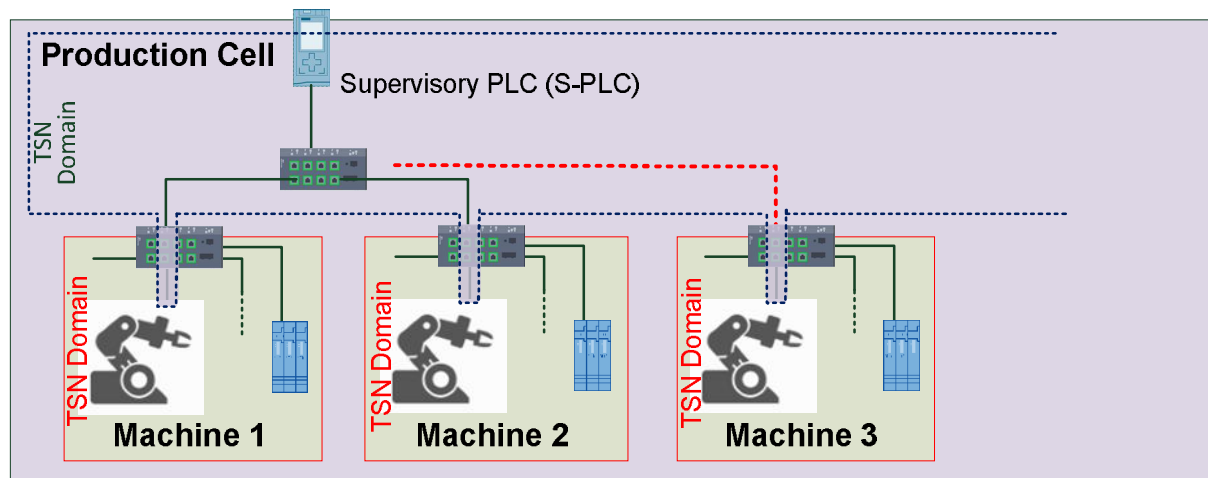 Production Cell
Supervisory PLC (S-PLC)
TSN
Domain
TSN Domain
TSN Domain
TSN Domain
Machine 1
Machine 2
Machine 3